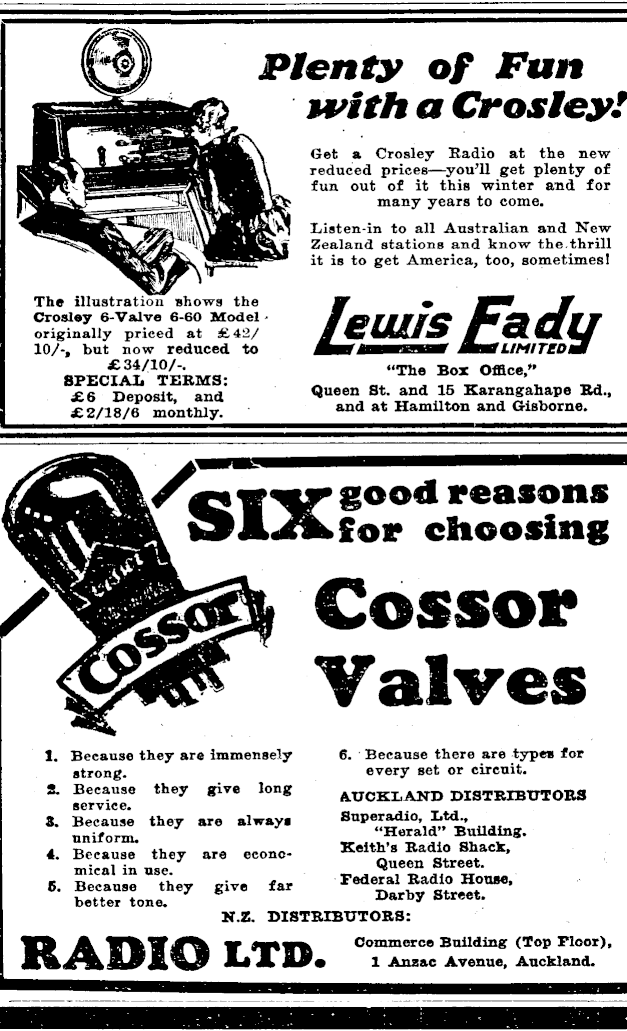 Plenty of Fun
with a Crosley!
Get a Crosley Radio at the new
reduced prices—you'll get plenty of
fun out of it this winter and for
many years to come.
Listen-in to all Australian and New
Zealand stations and know the thrill
it is to get America, too, sometimes!
The illustration shows the
Crosley 6-Valve 6-60 Model
originally priced at £42/
10/-, but now reduced to
£34/10/-.
SPECIAL TERMS:
£6 Deposit, and
£2/18/6 monthly.
Lewis Eady
LIMITED
"The Box Office,"
Queen St. and 15 Karangahape Rd.,
and at Hamilton and Gisborne.
SIX good reasons
for choosing
Cossor
Valves
COSSOR
1. Because they are immensely
strong.
2. Because they give long
service.
3. Because they are always
uniform.
4. Because they are econo-
mical in use.
5. Because they give far
better tone.
6. Because there are types for
every set or circuit.
AUCKLAND DISTRIBUTORS
Superadio, Ltd.,
"Herald" Building.
Keith's Radio Shack,
Queen Street.
Federal Radio House,
Darby Street.
N.Z. DISTRIBUTORS:
RADIO LTD.
Commerce Building (Top Floor),
1 Anzac Avenue, Auckland.